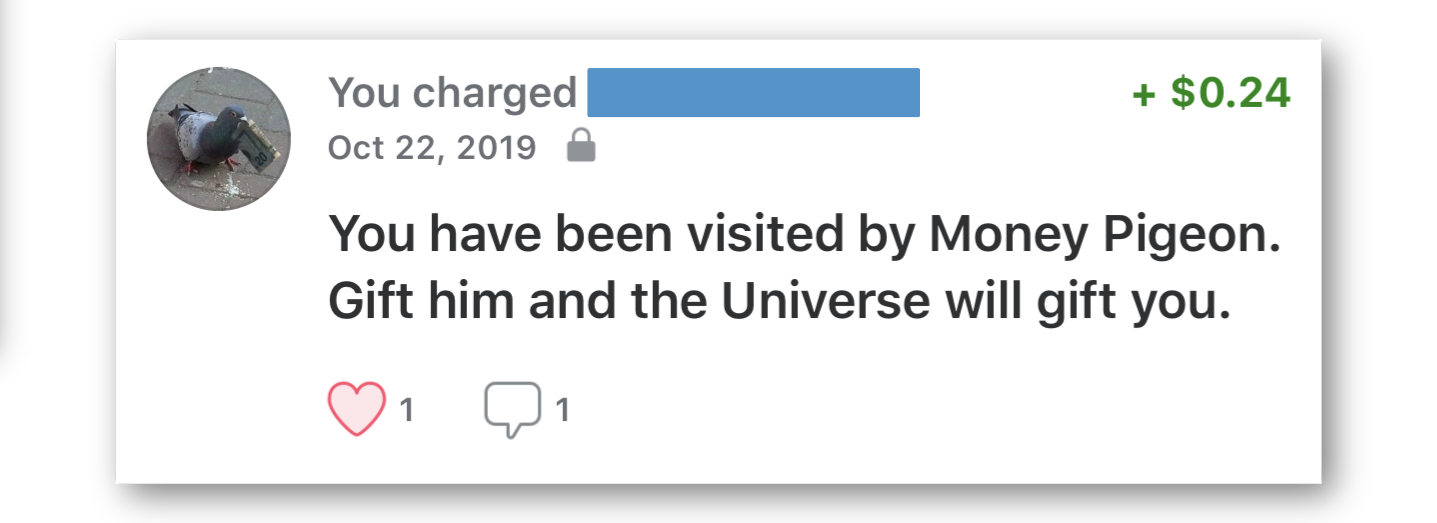 You charged
+ $0.24
Oct 22, 2019
You have been visited by Money Pigeon.
Gift him and the Universe will gift you.
1 1
20